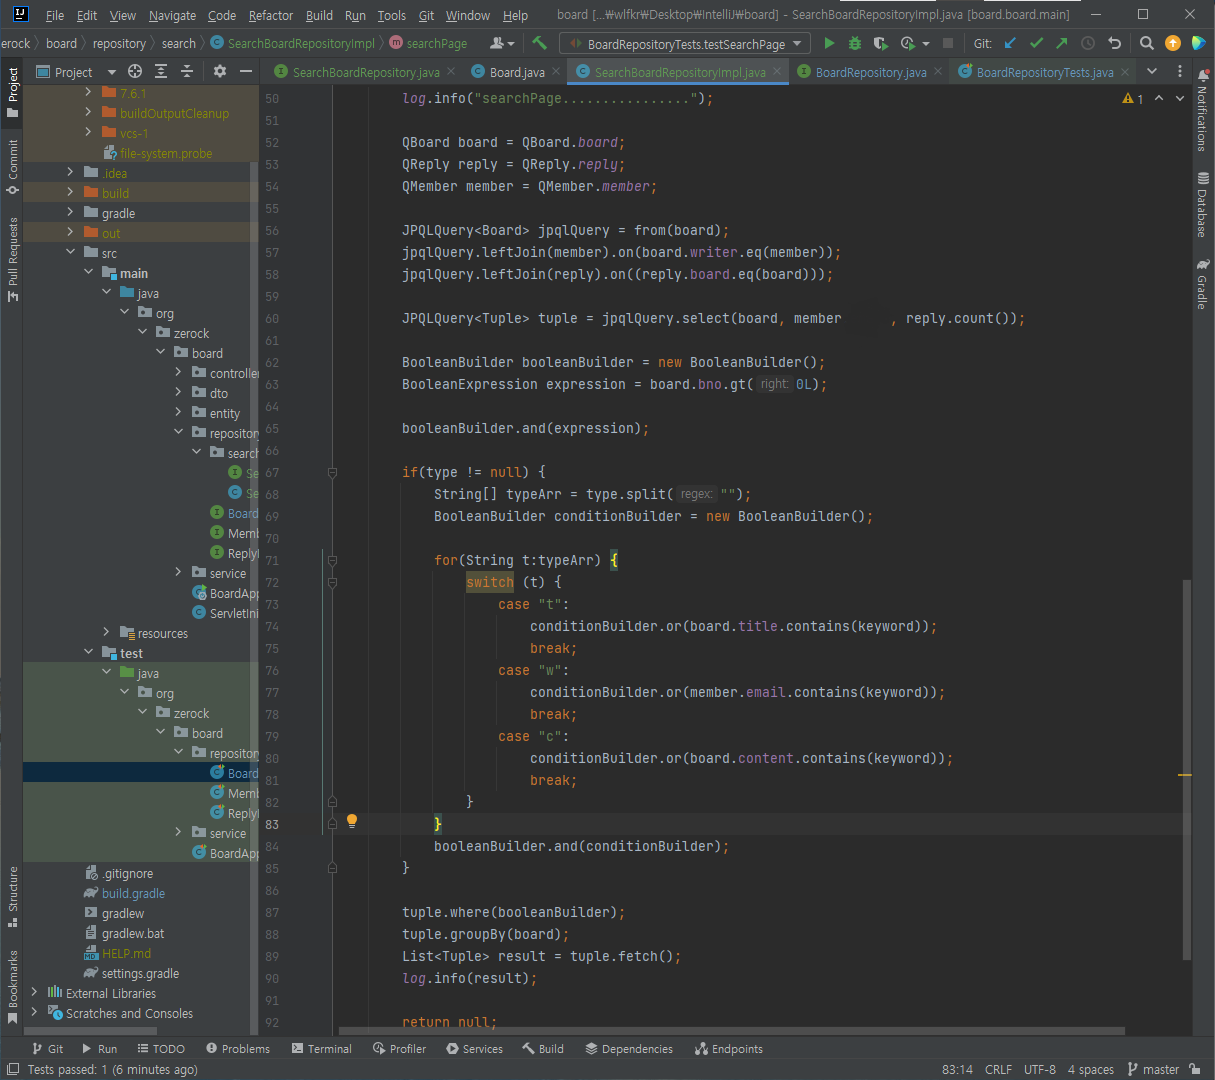 File Edit View Navigate Code Refactor Build Run Tools Git Window Help board [...₩wlfkr₩Desktop₩IntelliJ₩board] - SearchBoardRepositoryImpl.java [board.board.main]
erock board repository search SearchBoardRepositoryImpl searchPage BoardRepositoryTests.testSearchPage Git:
Project
SearchBoardRepository.java Board.java SearchBoardRepositoryImpl.java BoardRepository.java BoardRepositoryTests.java
Project
Commit
Pull Requests
Structure
Bookmarks
7.6.1
buildOutputCleanup
vcs-1
file-system.probe
.idea
build
gradle
out
src
main
java
org
zerock
board
controlle
dto
entity
repository
search
Se
Se
Board
Memb
Reply
service
BoardApp
ServletIni
resources
test
java
org
zerock
board
repository
Board
Memb
Reply
service
BoardApp
.gitignore
build.gradle
gradlew
gradlew.bat
HELP.md
settings.gradle
External Libraries
Scratches and Consoles
1
50 log.info("searchPage................");
51
52 QBoard board = QBoard.board;
53 QReply reply = QReply.reply;
54 QMember member = QMember.member;
55
56 JPQLQuery<Board> jpqlQuery = from(board);
57 jpqlQuery.leftJoin(member).on(board.writer.eq(member));
58 jpqlQuery.leftJoin(reply).on((reply.board.eq(board)));
59
60 JPQLQuery<Tuple> tuple = jpqlQuery.select(board, member , reply.count());
61
62 BooleanBuilder booleanBuilder = new BooleanBuilder();
63 BooleanExpression expression = board.bno.gt( right: 0L);
64
65 booleanBuilder.and(expression);
66
67 if(type != null) {
68 String[] typeArr = type.split( regex: "");
69 BooleanBuilder conditionBuilder = new BooleanBuilder();
70
71 for(String t:typeArr) {
72 switch (t) {
73 case "t":
74 conditionBuilder.or(board.title.contains(keyword));
75 break;
76 case "w":
77 conditionBuilder.or(member.email.contains(keyword));
78 break;
79 case "c":
80 conditionBuilder.or(board.content.contains(keyword));
81 break;
82 }
83 }
84 booleanBuilder.and(conditionBuilder);
85 }
86
87 tuple.where(booleanBuilder);
88 tuple.groupBy(board);
89 List<Tuple> result = tuple.fetch();
90 log.info(result);
91
92 return null;
Notifications
Database
Gradle
Git Run TODO Problems Terminal Profiler Services Build Dependencies Endpoints
Tests passed: 1 (6 minutes ago) 83:14 CRLF UTF-8 4 spaces master